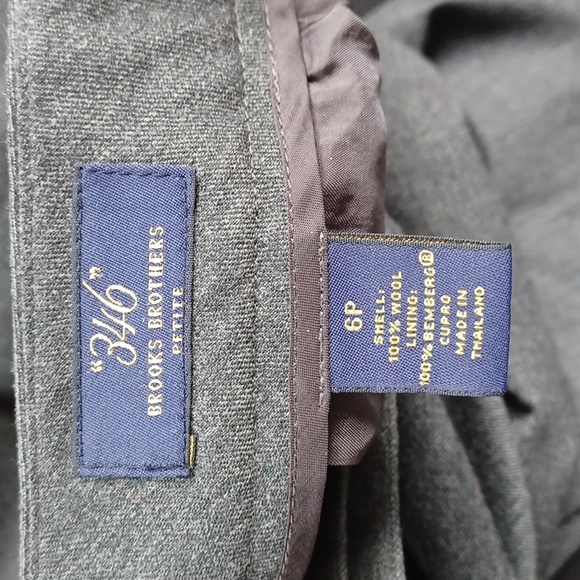 "346"
BROOKS BROTHERS
PETITE
6P
SHELL:
100% WOOL
LINING:
100% BEMBERG®
CUPRO
MADE IN
THAILAND